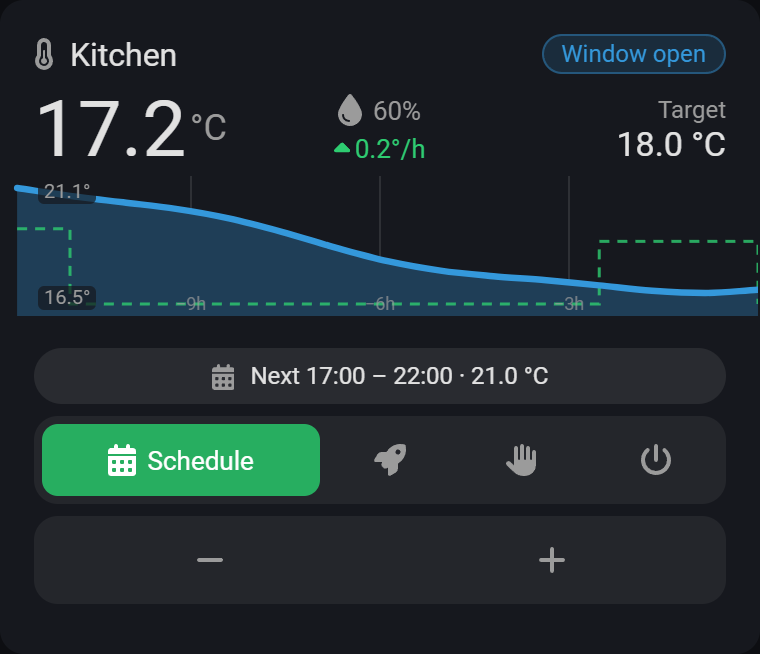 Kitchen
Window open
17.2 °C
60%
0.2°/h
Target
18.0 °C
21.1°
16.5°
-9h
-6h
-3h
Next 17:00 – 22:00 · 21.0 °C
Schedule